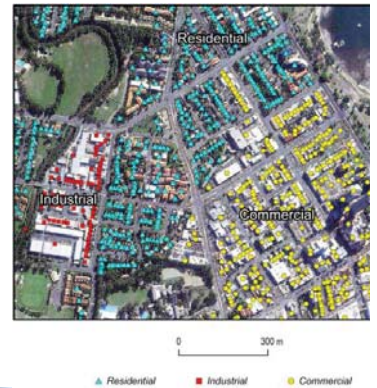 Residential
Industrial
Commercial
0 300 m
Residential Industrial Commercial